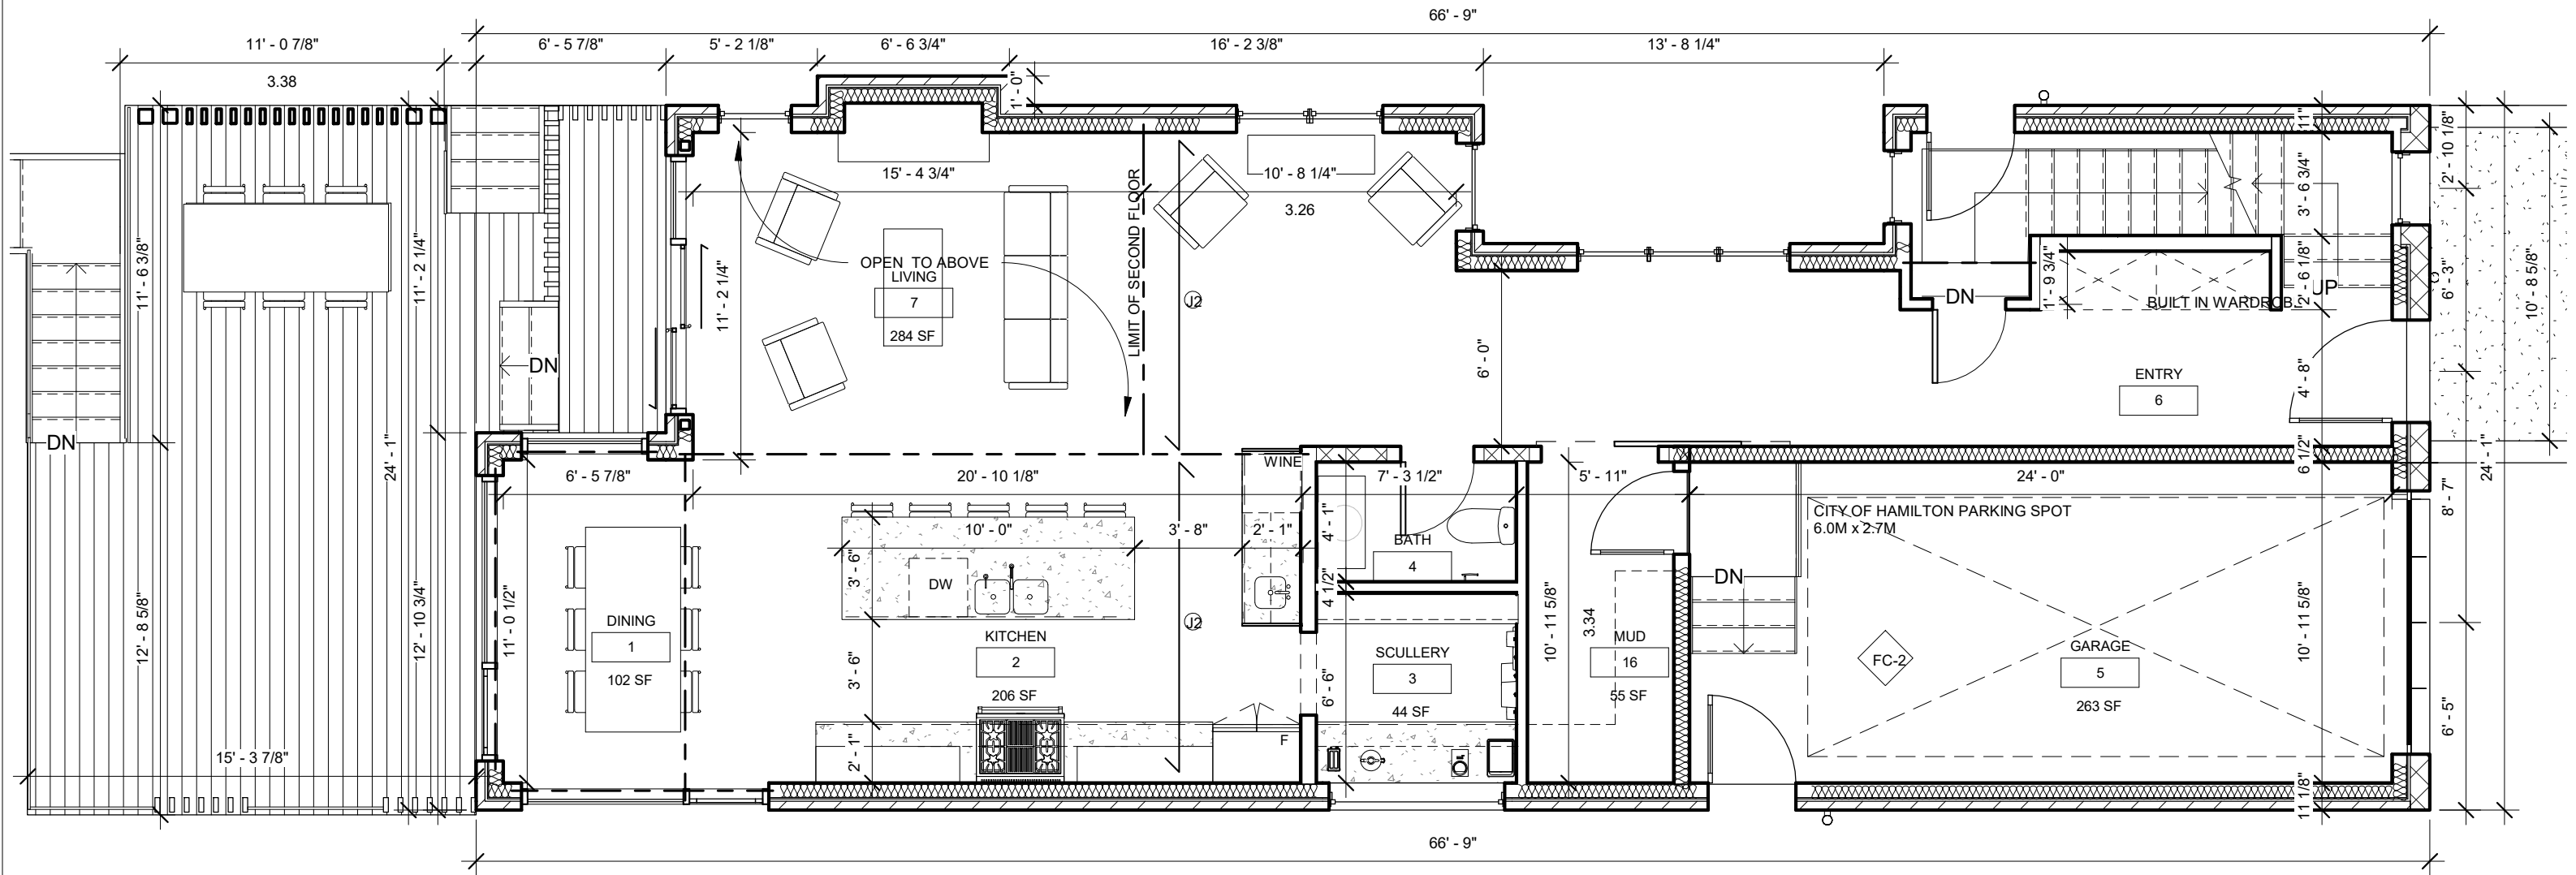 66' - 9"
11' - 0 7/8"
6' - 5 7/8"
5' - 2 1/8"
6' - 6 3/4"
16' - 2 3/8"
13' - 8 1/4"
3.38
1' - 0"
11"
2' - 10 1/8"
15' - 4 3/4"
10' - 8 1/4"
3.26
3' - 6 3/4"
LIMIT OF SECOND FLOOR
OPEN TO ABOVE
LIVING
7
284 SF
11' - 6 3/8"
11' - 2 1/4"
11' - 2 1/4"
J2
DN
1' - 9 3/4"
BUILT IN WARDROB
2' - 6 1/8"
UP
6' - 3"
10' - 8 5/8"
DN
6' - 0"
ENTRY
6
4' - 8"
DN
24' - 1"
WINE
6' - 5 7/8"
20' - 10 1/8"
7' - 3 1/2"
5' - 11"
24' - 0"
6 1/2"
24' - 1"
8' - 7"
CITY OF HAMILTON PARKING SPOT
6.0M x 2.7M
10' - 0"
3' - 8"
2' - 1"
4' - 1"
BATH
4
3' - 6"
DW
4 1/2"
DN
11' - 0 1/2"
12' - 8 5/8"
12' - 10 3/4"
DINING
1
102 SF
KITCHEN
2
206 SF
J2
3' - 6"
SCULLERY
3
44 SF
6' - 6"
10' - 11 5/8"
3.34
MUD
16
55 SF
FC-2
GARAGE
5
263 SF
10' - 11 5/8"
6' - 5"
2' - 1"
F
15' - 3 7/8"
11 1/8"
66' - 9"